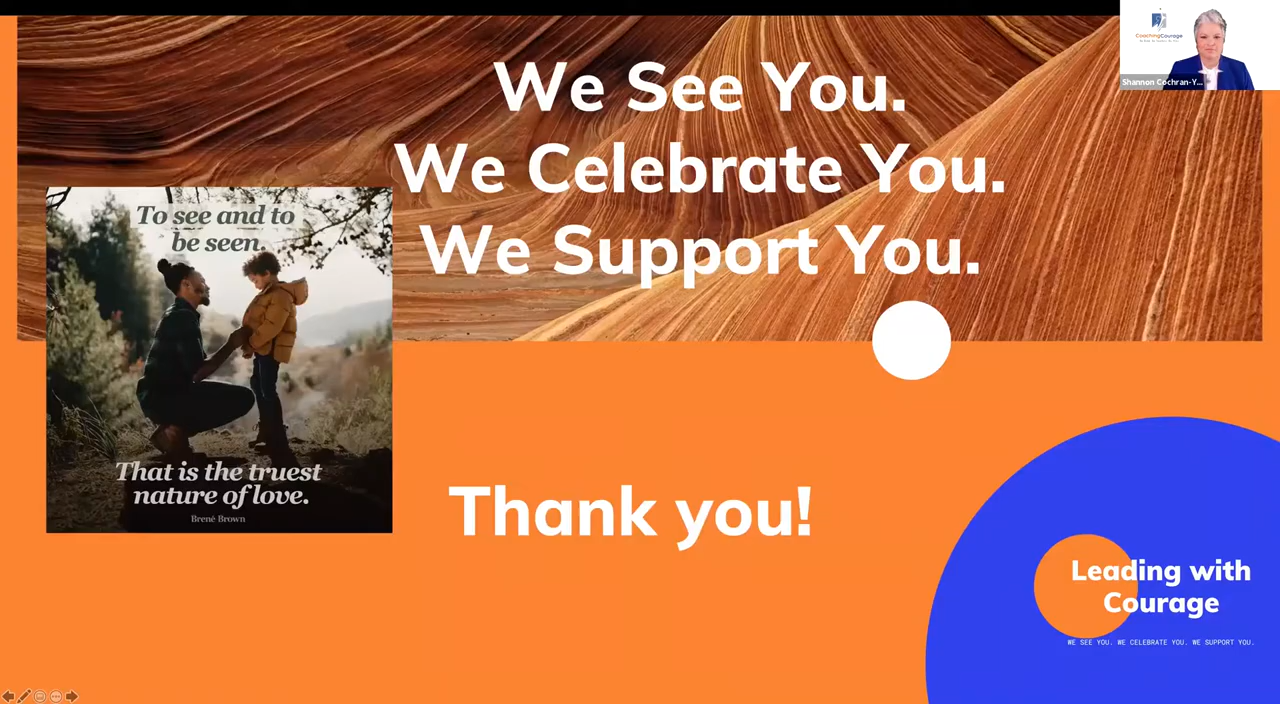 We See You.
We Celebrate You.
We Support You.
CoachingCourage
Shannon Cochran-Y...
To see and to
be seen.
That is the truest
nature of love.
Brené Brown
Thank you!
Leading with
Courage
WE SEE YOU. WE CELEBRATE YOU. WE SUPPORT YOU.